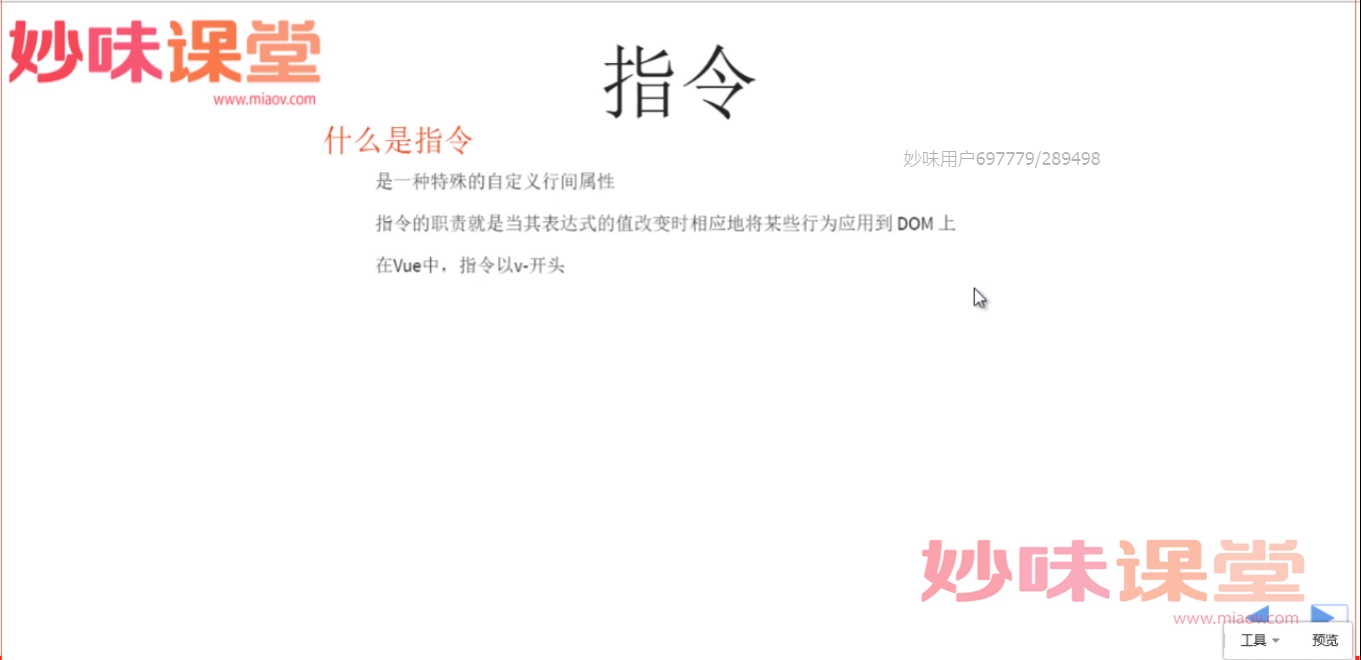 妙味课堂
www.miaov.com
指令
什么是指令
妙味用户697779/289498
是一种特殊的自定义行间属性
指令的职责就是当其表达式的值改变时相应地将某些行为应用到 DOM 上
在Vue中，指令以v-开头
妙味课堂
www.miaov.com
工具 预览